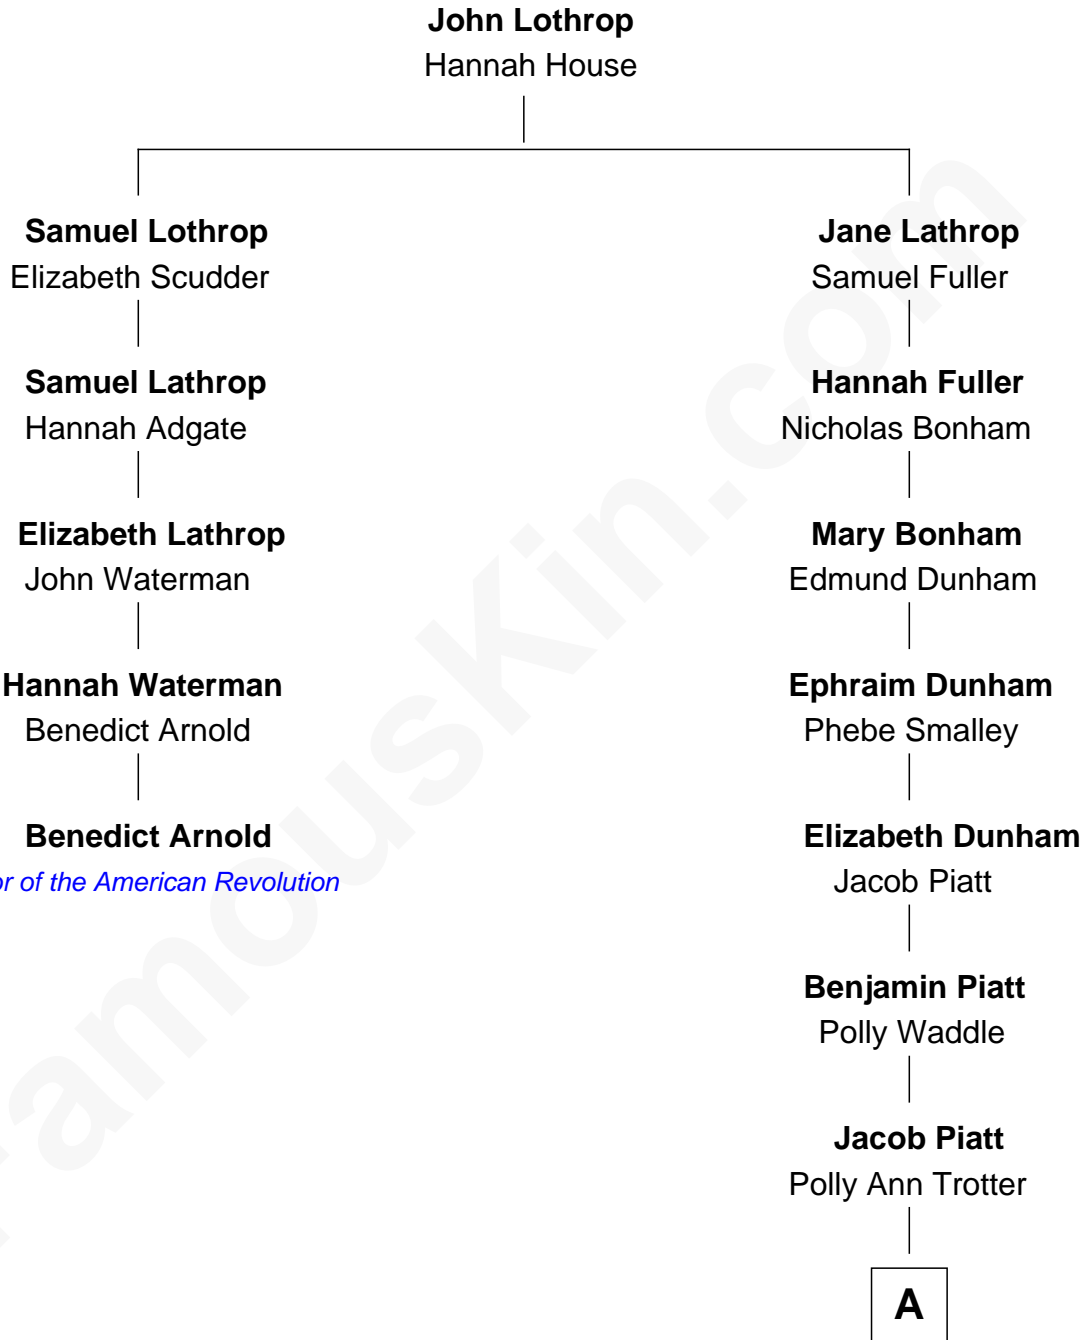 John Lothrop
Hannah House
Samuel Lothrop
Elizabeth Scudder
Samuel Lathrop
Hannah Adgate
Elizabeth Lathrop
John Waterman
Hannah Waterman
Benedict Arnold
Benedict Arnold
of the American Revolution
Jane Lathrop
Samuel Fuller
Hannah Fuller
Nicholas Bonham
Mary Bonham
Edmund Dunham
Ephraim Dunham
Phebe Smalley
Elizabeth Dunham
Jacob Piatt
Benjamin Piatt
Polly Waddle
Jacob Piatt
Polly Ann Trotter
A
FamousKin.com